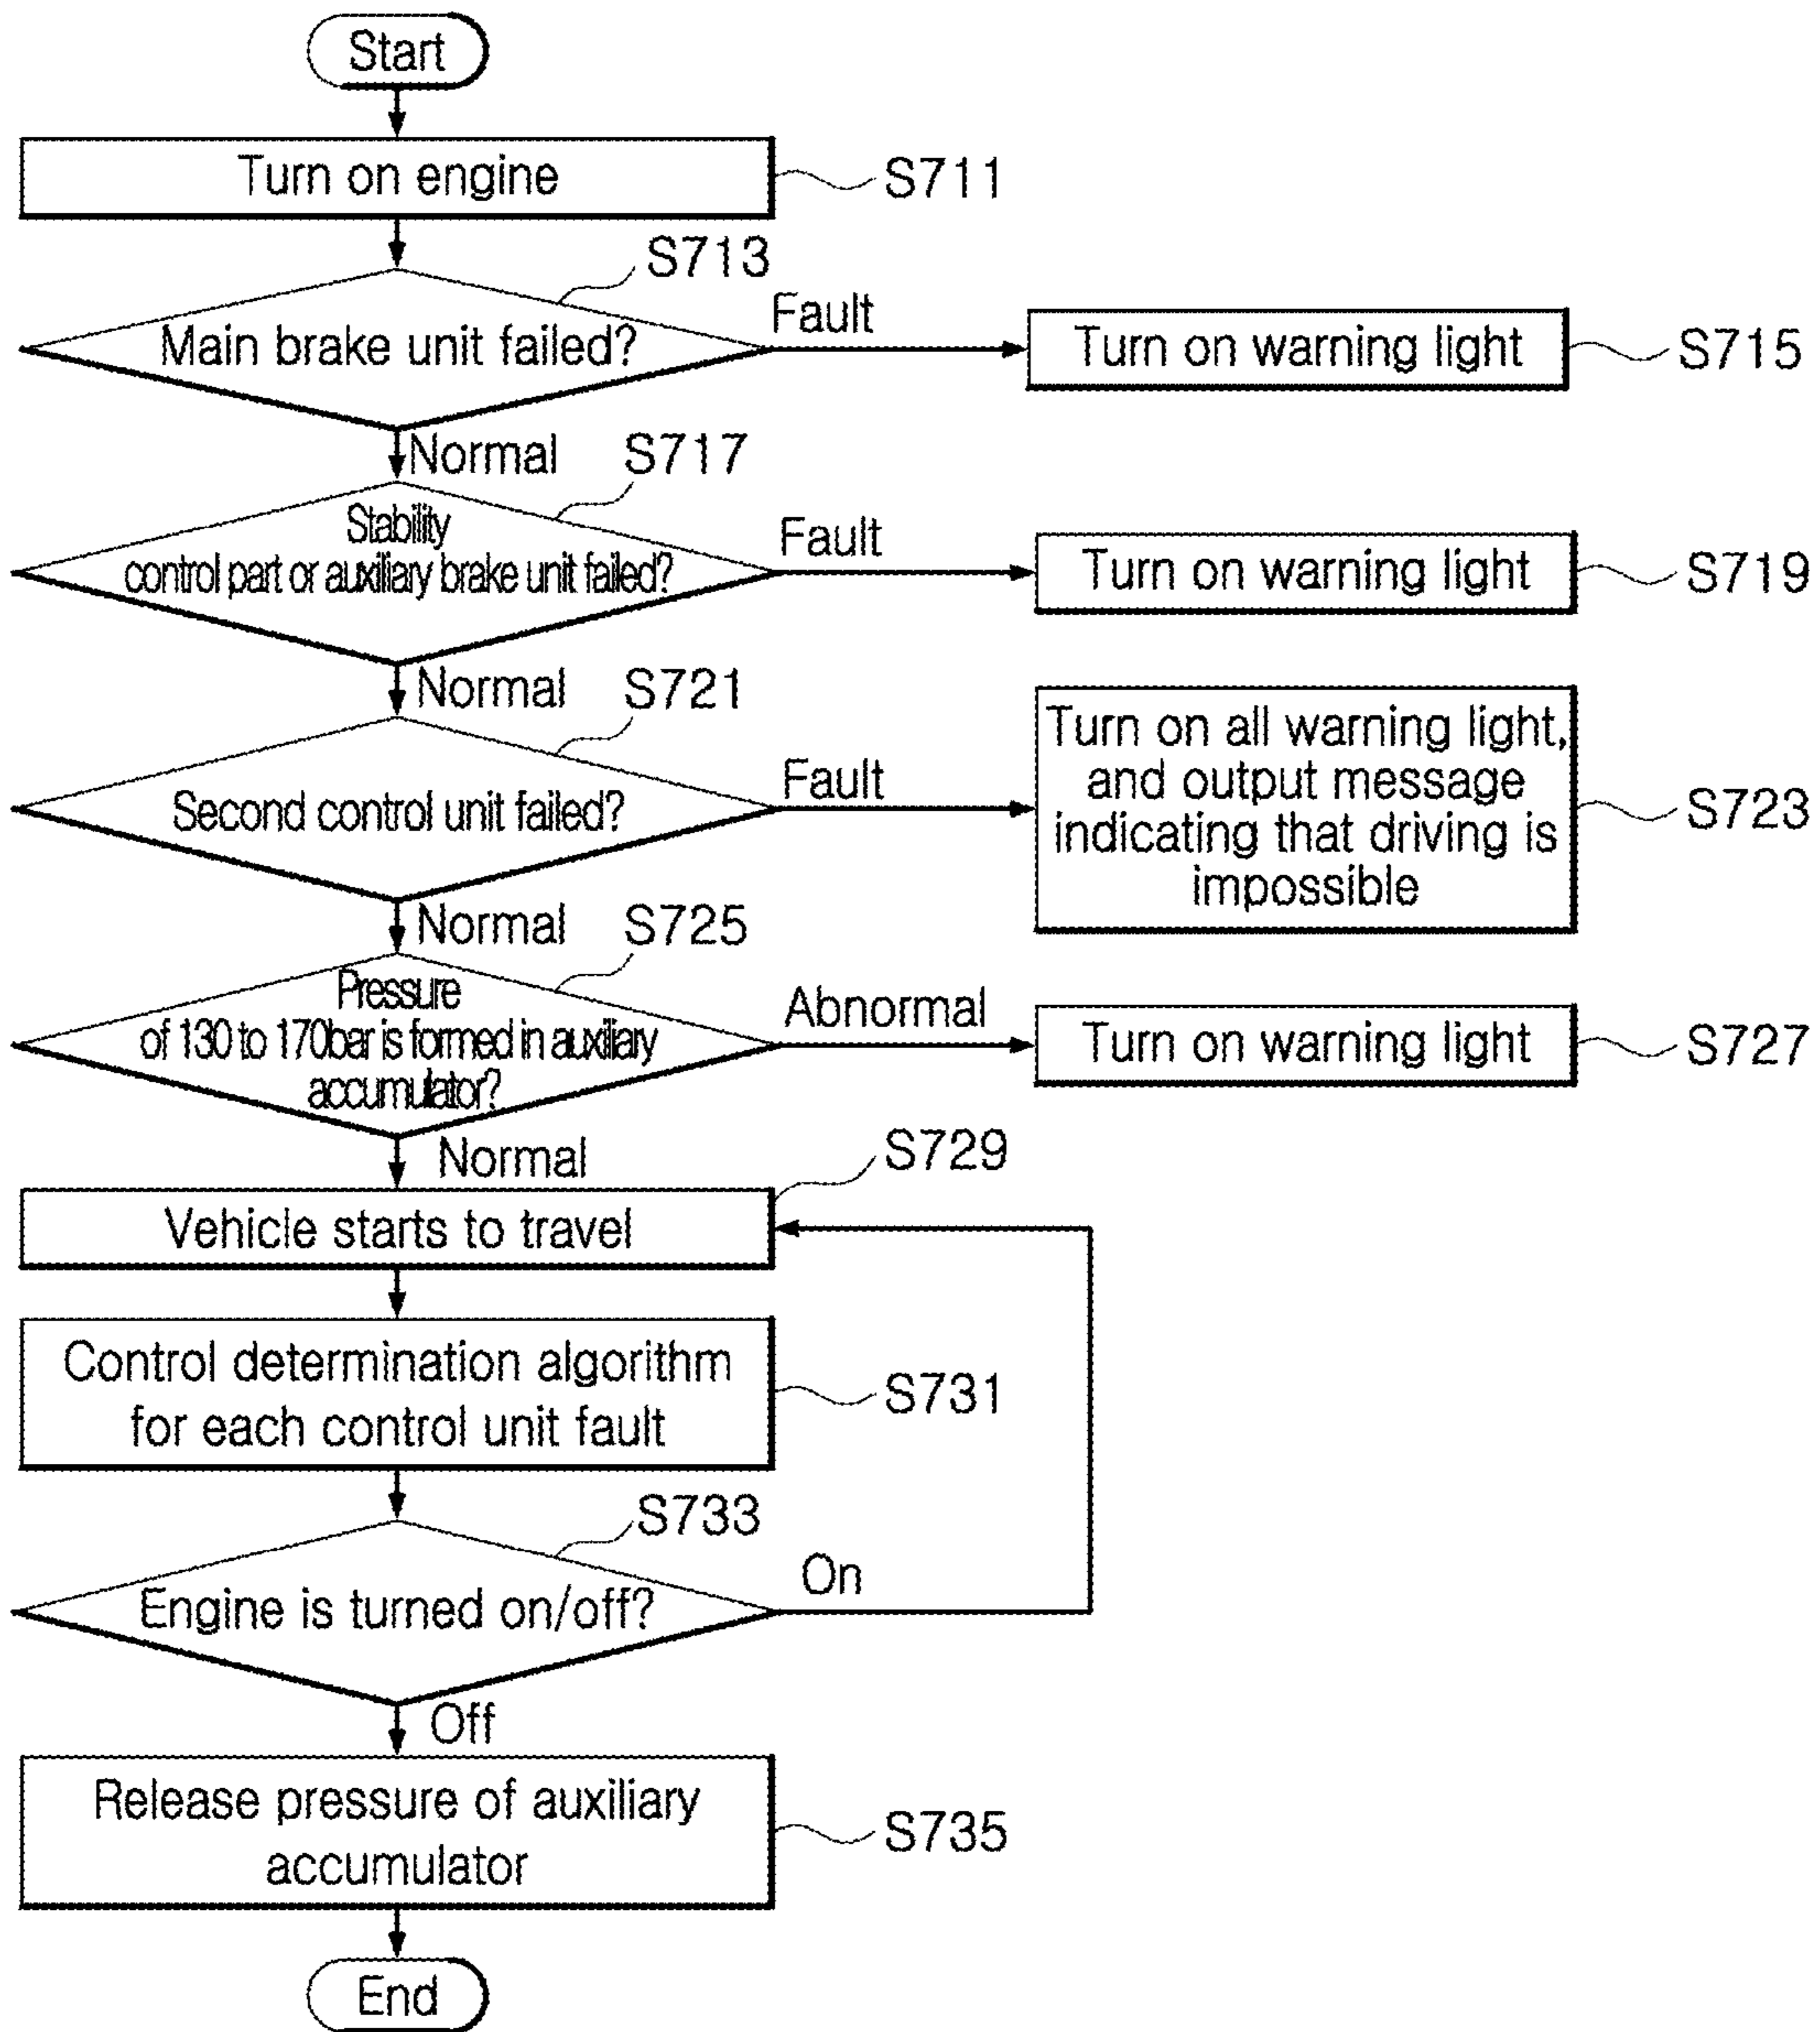 Start
Turn on engine
S711
S713
Main brake unit failed?
Fault
Turn on warning light
S715
Normal
S717
Stability
control part or auxiliary brake unit failed?
Fault
Turn on warning light
S719
Normal
S721
Second control unit failed?
Fault
Turn on all warning light,
and output message
indicating that driving is
impossible
S723
Normal
S725
Pressure
of 130 to 170bar is formed in auxiliary
accumulator?
Abnormal
Turn on warning light
S727
Normal
S729
Vehicle starts to travel
Control determination algorithm
for each control unit fault
S731
S733
Engine is turned on/off?
On
Off
Release pressure of auxiliary
accumulator
S735
End